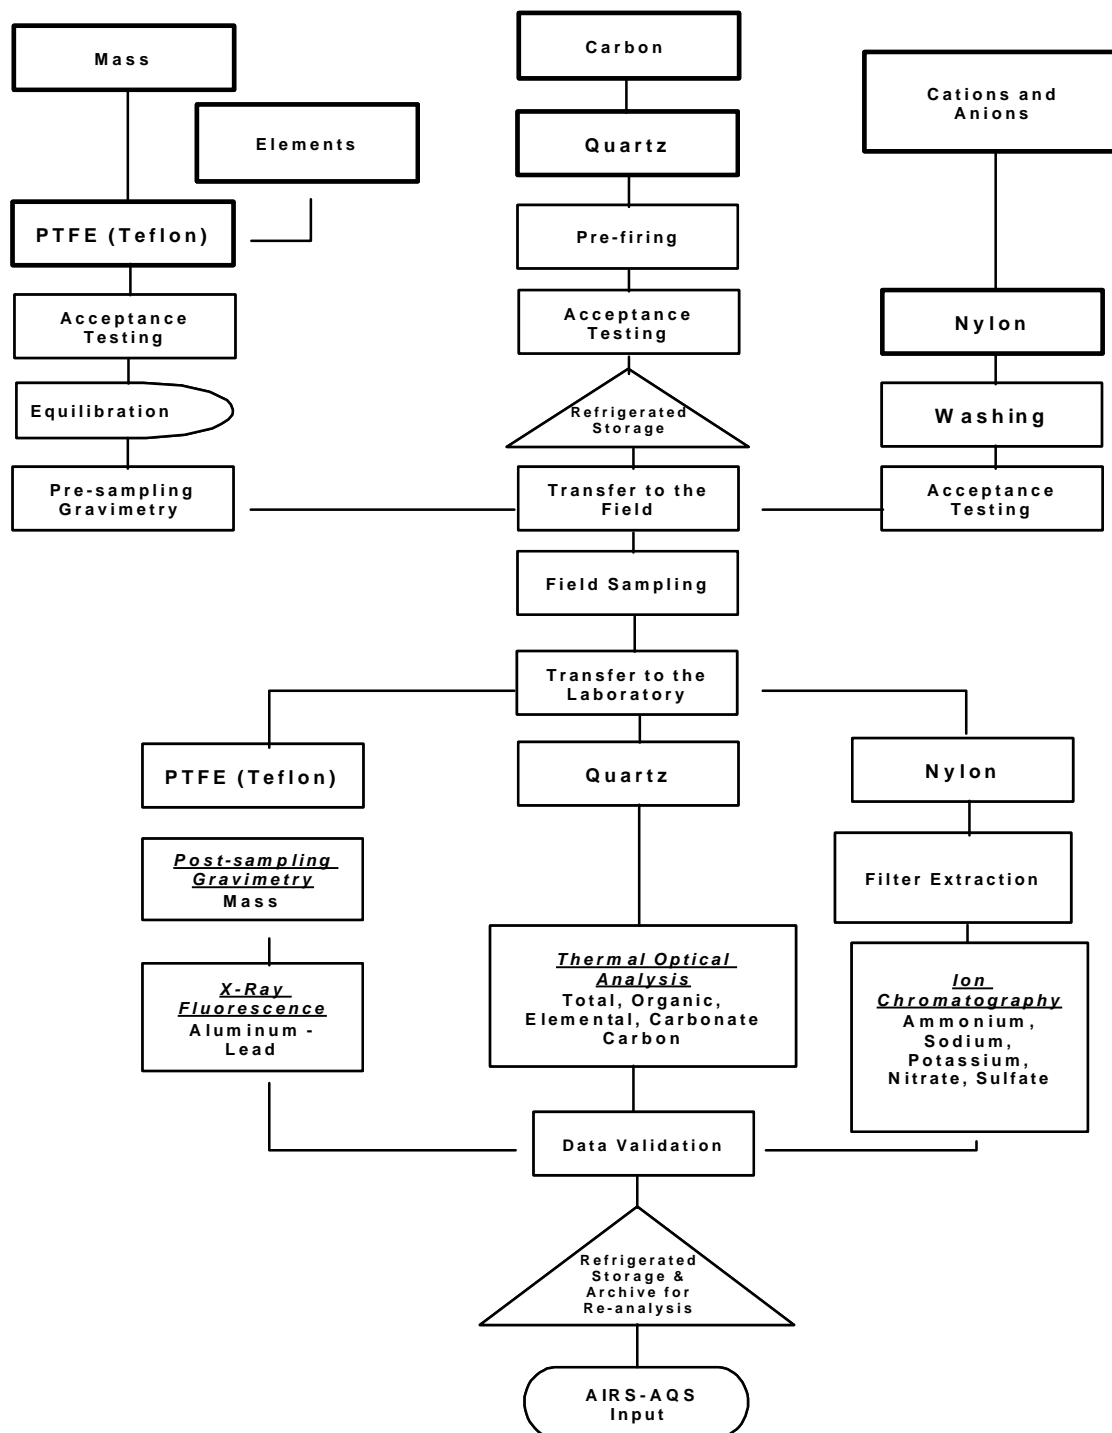 Mass
Carbon
Cations and
Anions
Elements
Quartz
PTFE (Teflon)
Pre-firing
Acceptance
Testing
Acceptance
Testing
Nylon
Equilibration
Refrigerated
Storage
Washing
Pre-sampling
Gravimetry
Transfer to the
Field
Acceptance
Testing
Field Sampling
Transfer to the
Laboratory
PTFE (Teflon)
Quartz
Nylon
Post-sampling
Gravimetry
Mass
Filter Extraction
X-Ray
Fluorescence
Aluminum -
Lead
Thermal Optical
Analysis
Total, Organic,
Elemental, Carbonate
Carbon
Ion
Chromatography
Ammonium,
Sodium,
Potassium,
Nitrate, Sulfate
Data Validation
Refrigerated
Storage &
Archive for
Re-analysis
AIRS-AQS
Input